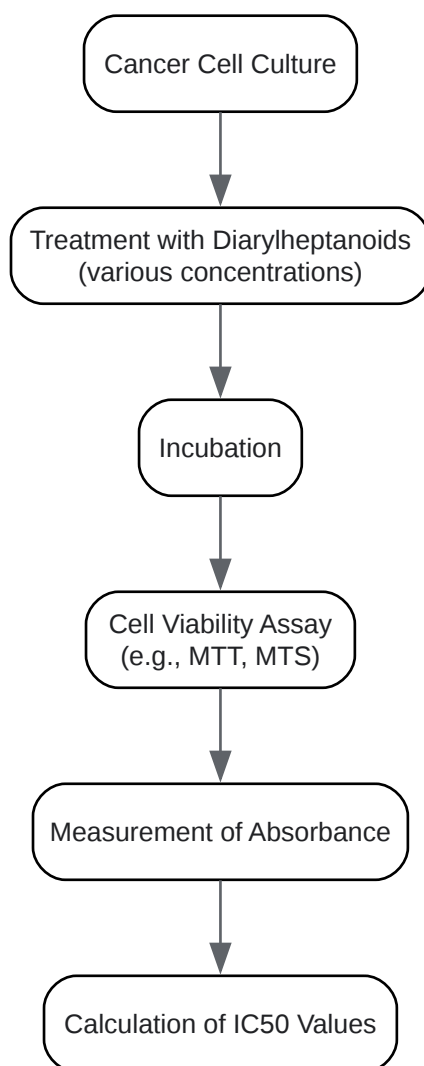 Cancer Cell Culture
Treatment with Diarylheptanoids
(various concentrations)
Incubation
Cell Viability Assay
(e.g., MTT, MTS)
Measurement of Absorbance
Calculation of IC50 Values